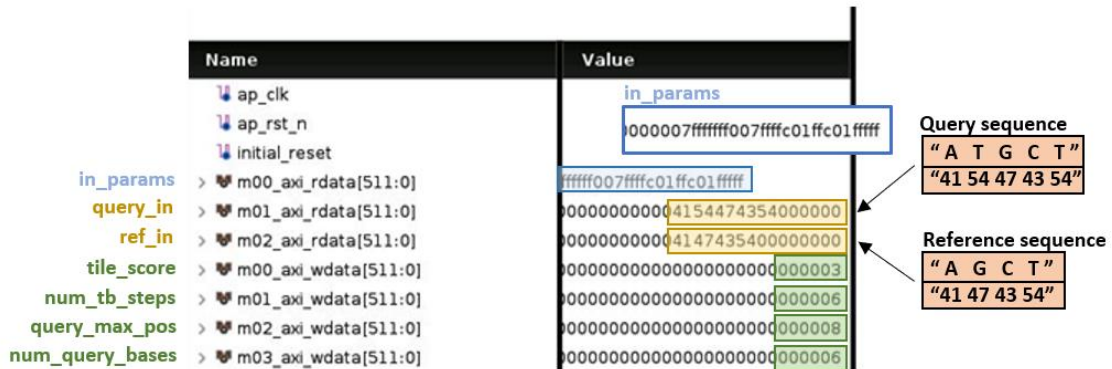 Name Value
ap_clk
in_params
ap_rst_n
0000007fffffff007ffffc01ffc01fffff
initial_reset
Query sequence
"A T G C T"
"41 54 47 43 54"
in_params m00_axi_rdata[511:0] ffffff007ffffc01ffc01fffff
query_in m01_axi_rdata[511:0] 000000000004154474354000000
ref_in m02_axi_rdata[511:0] 000000000004147435400000000
Reference sequence
"A G C T"
"41 47 43 54"
tile_score m00_axi_wdata[511:0] 000000000000000000000000003
num_tb_steps m01_axi_wdata[511:0] 000000000000000000000000006
query_max_pos m02_axi_wdata[511:0] 000000000000000000000000008
num_query_bases m03_axi_wdata[511:0] 000000000000000000000000006